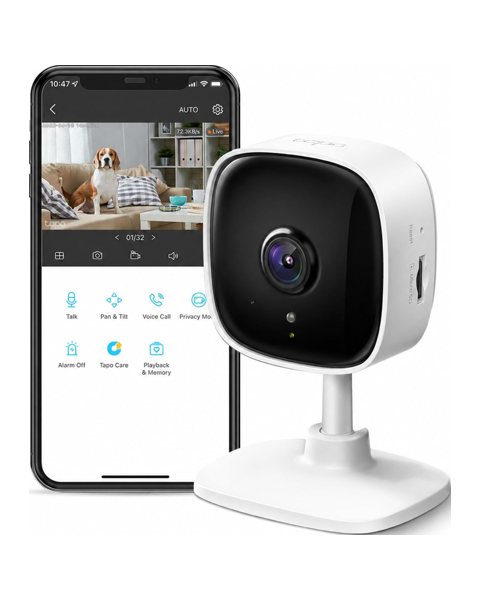 10:47
AUTO
72.3KB/s Live
01/32
Talk
Pan & Tilt
Voice Call
Privacy Mo
Alarm Off
Tapo Care
Playback
& Memory
tapo